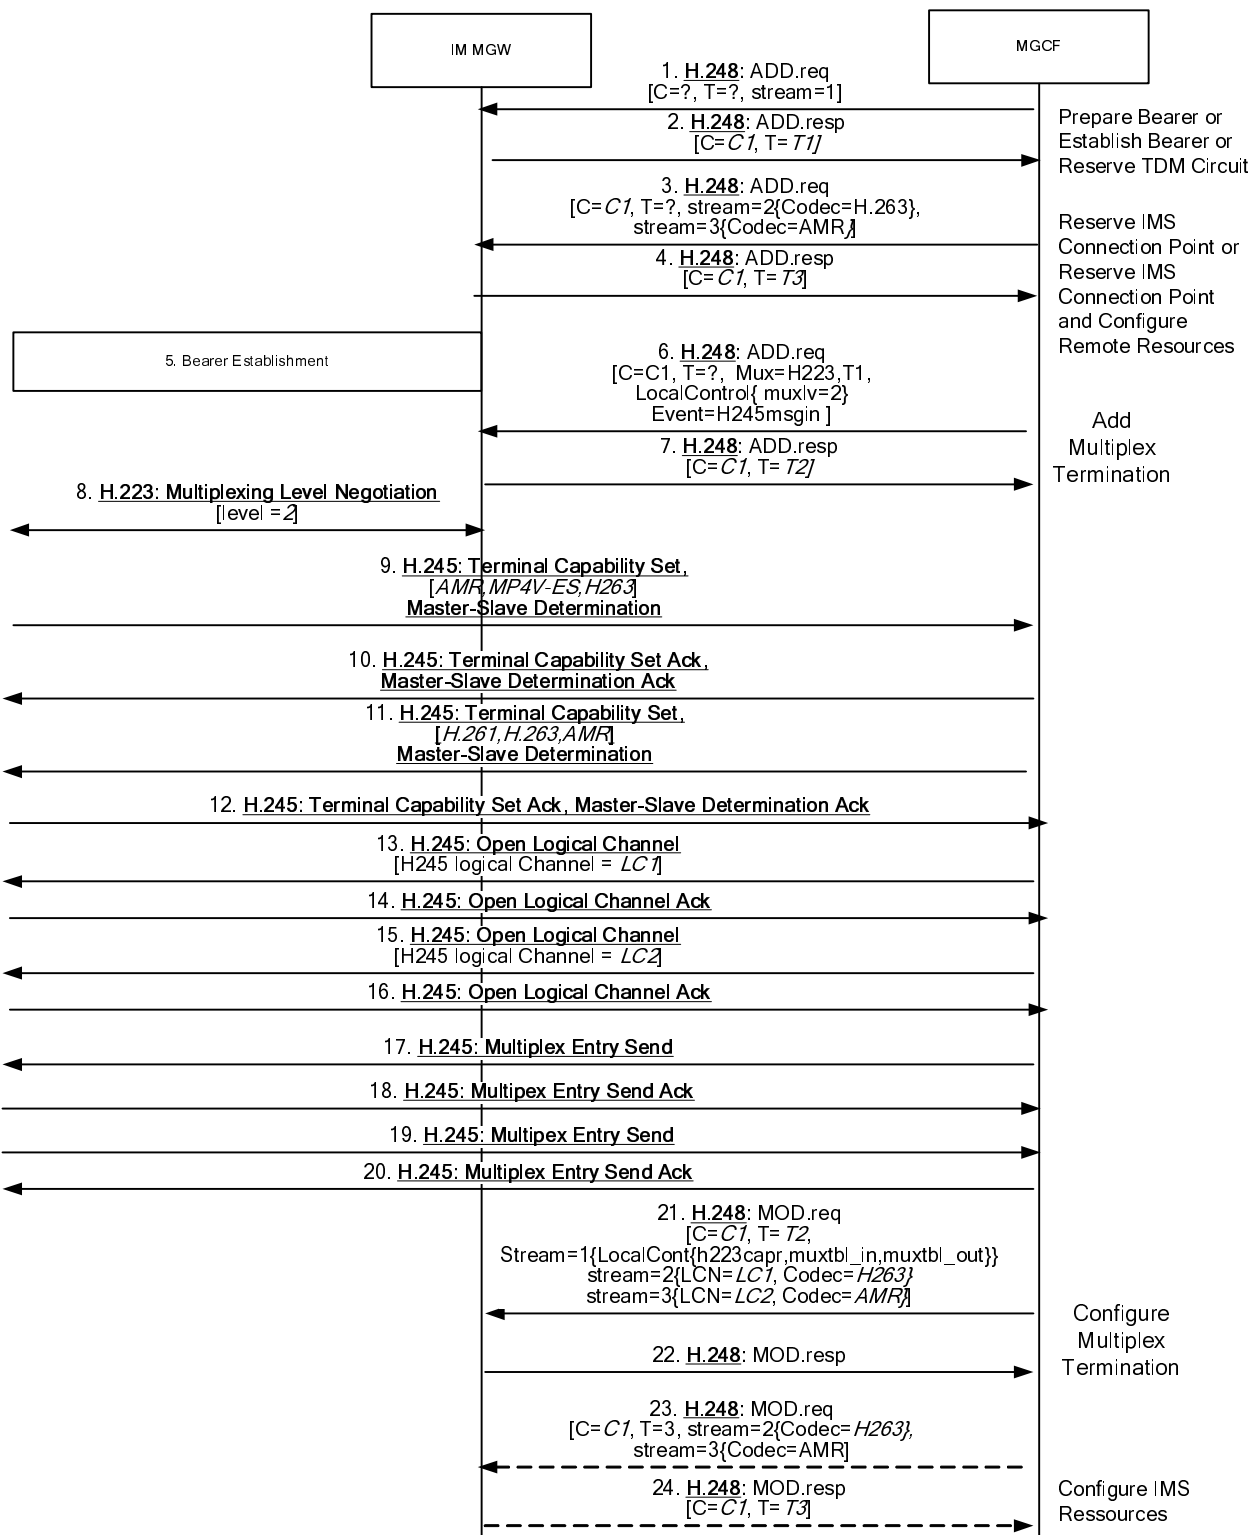 IM MGW
MGCF
1. H.248: ADD.req
[C=?, T=?, stream=1]
2. H.248: ADD.resp
[C=C1, T=T1]
Prepare Bearer or
Establish Bearer or
Reserve TDM Circuit
3. H.248: ADD.req
[C=C1, T=?, stream=2{Codec=H.263},
stream=3{Codec=AMR}]
4. H.248: ADD.resp
[C=C1, T=T3]
Reserve IMS
Connection Point or
Reserve IMS
Connection Point
and Configure
Remote Resources
5. Bearer Establishment
6. H.248: ADD.req
[C=C1, T=?, Mux=H223,T1,
LocalControl{ muxlv=2}
Event=H245msgin ]
7. H.248: ADD.resp
[C=C1, T=T2]
Add
Multiplex
Termination
8. H.223: Multiplexing Level Negotiation
[level =2]
9. H.245: Terminal Capability Set,
[AMR,MP4V-ES,H263]
Master-Slave Determination
10. H.245: Terminal Capability Set Ack,
Master-Slave Determination Ack
11. H.245: Terminal Capability Set,
[H.261,H.263,AMR]
Master-Slave Determination
12. H.245: Terminal Capability Set Ack, Master-Slave Determination Ack
13. H.245: Open Logical Channel
[H245 logical Channel = LC1]
14. H.245: Open Logical Channel Ack
15. H.245: Open Logical Channel
[H245 logical Channel = LC2]
16. H.245: Open Logical Channel Ack
17. H.245: Multiplex Entry Send
18. H.245: Multipex Entry Send Ack
19. H.245: Multipex Entry Send
20. H.245: Multiplex Entry Send Ack
21. H.248: MOD.req
[C=C1, T=T2,
Stream=1{LocalCont{h223capr,muxtbl_in,muxtbl_out}}
stream=2{LCN=LC1, Codec=H263}
stream=3{LCN=LC2, Codec=AMR}]
Configure
Multiplex
Termination
22. H.248: MOD.resp
23. H.248: MOD.req
[C=C1, T=3, stream=2{Codec=H263},
stream=3{Codec=AMR]
24. H.248: MOD.resp
[C=C1, T=T3]
Configure IMS
Ressources